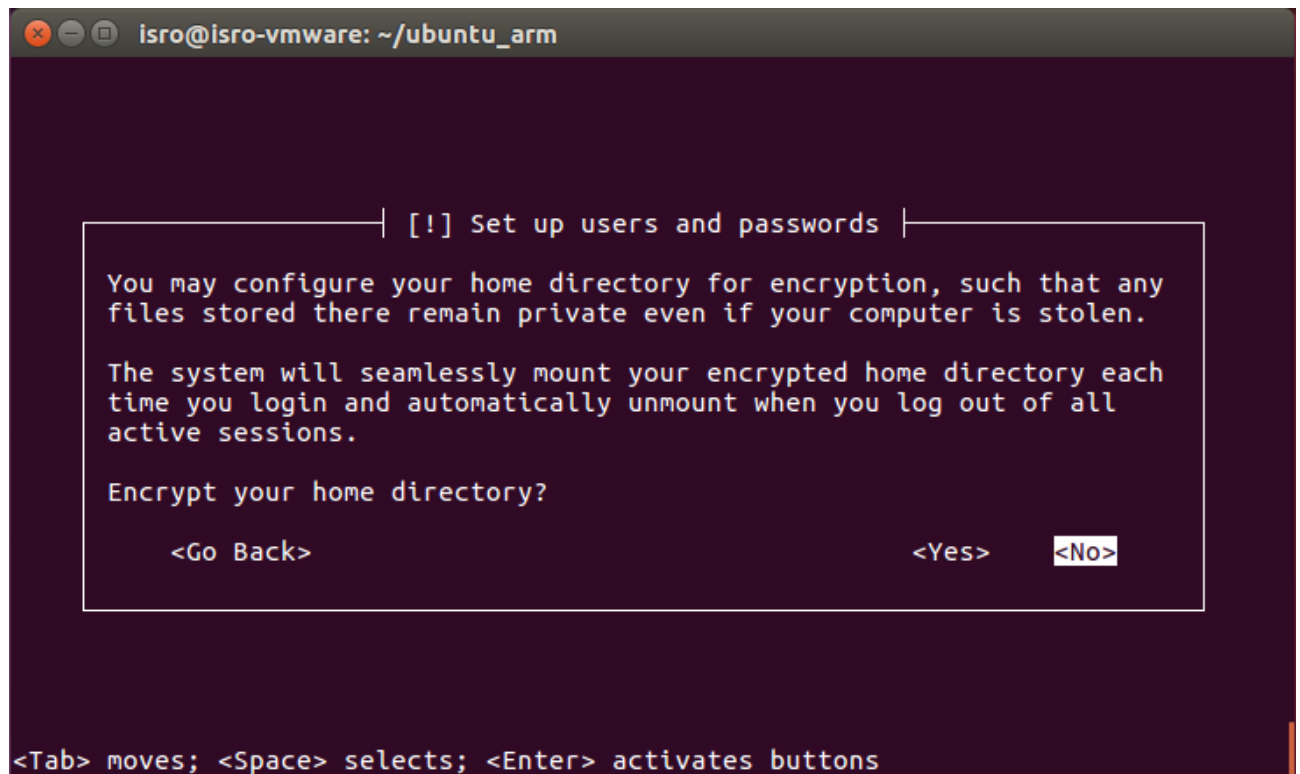 isro@isro-vmware: ~/ubuntu_arm
[!] Set up users and passwords
You may configure your home directory for encryption, such that any
files stored there remain private even if your computer is stolen.
The system will seamlessly mount your encrypted home directory each
time you login and automatically unmount when you log out of all
active sessions.
Encrypt your home directory?
<Go Back> <Yes> <No>
<Tab> moves; <Space> selects; <Enter> activates buttons